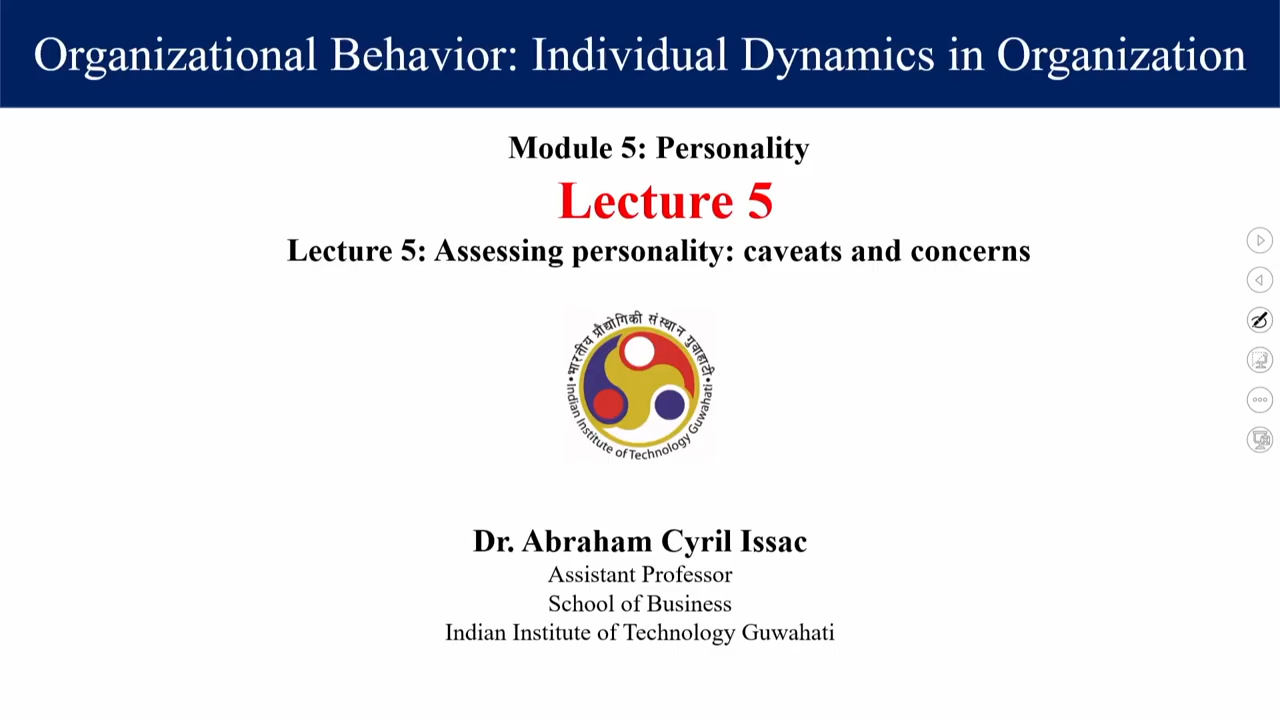 Organizational Behavior: Individual Dynamics in Organization
Module 5: Personality
Lecture 5
Lecture 5: Assessing personality: caveats and concerns
भारतीय प्रौद्योगिकी संस्थान गुवाहाटी
Indian Institute of Technology Guwahati
Dr. Abraham Cyril Issac
Assistant Professor
School of Business
Indian Institute of Technology Guwahati